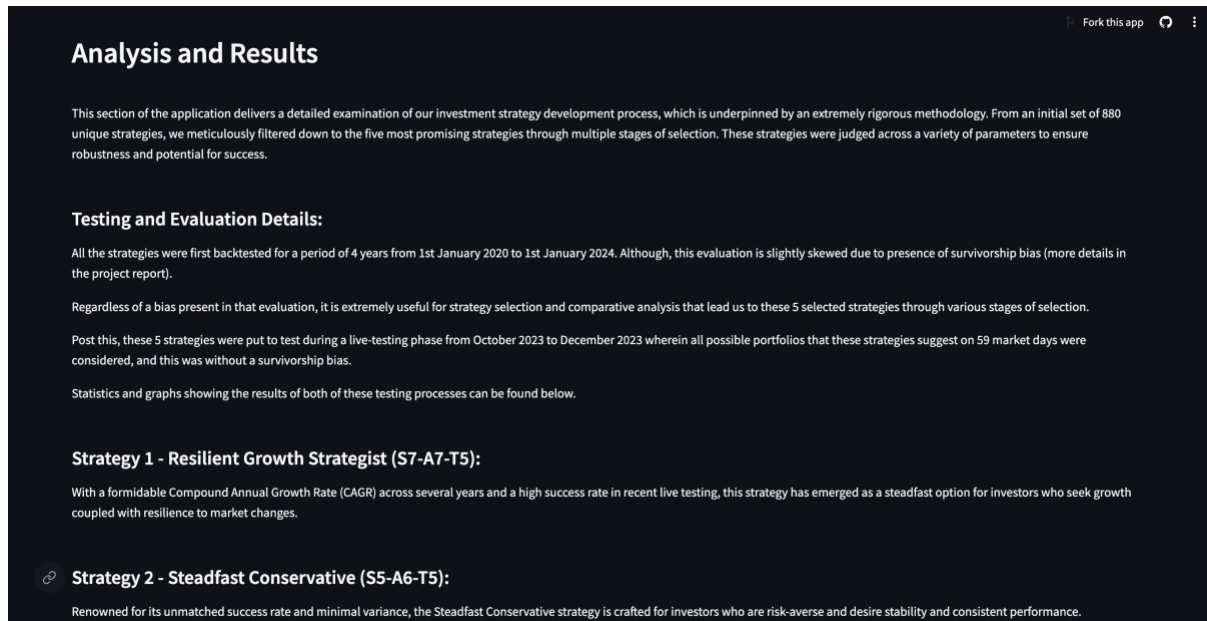 Fork this app
Analysis and Results
This section of the application delivers a detailed examination of our investment strategy development process, which is underpinned by an extremely rigorous methodology. From an initial set of 880
unique strategies, we meticulously filtered down to the five most promising strategies through multiple stages of selection. These strategies were judged across a variety of parameters to ensure
robustness and potential for success.
Testing and Evaluation Details:
All the strategies were first backtested for a period of 4 years from 1st January 2020 to 1st January 2024. Although, this evaluation is slightly skewed due to presence of survivorship bias (more details in
the project report).
Regardless of a bias present in that evaluation, it is extremely useful for strategy selection and comparative analysis that lead us to these 5 selected strategies through various stages of selection.
Post this, these 5 strategies were put to test during a live-testing phase from October 2023 to December 2023 wherein all possible portfolios that these strategies suggest on 59 market days were
considered, and this was without a survivorship bias.
Statistics and graphs showing the results of both of these testing processes can be found below.
Strategy 1 - Resilient Growth Strategist (S7-A7-T5):
With a formidable Compound Annual Growth Rate (CAGR) across several years and a high success rate in recent live testing, this strategy has emerged as a steadfast option for investors who seek growth
coupled with resilience to market changes.
Strategy 2 - Steadfast Conservative (S5-A6-T5):
Renowned for its unmatched success rate and minimal variance, the Steadfast Conservative strategy is crafted for investors who are risk-averse and desire stability and consistent performance.